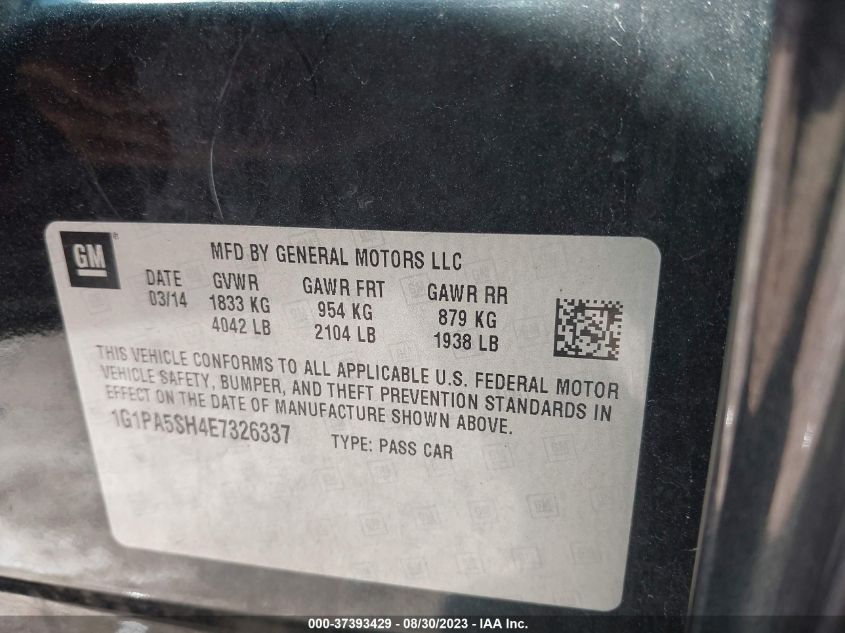 GM
MFD BY GENERAL MOTORS LLC
DATE GVWR GAWR FRT GAWR RR
03/14 1833 KG 954 KG 879 KG
4042 LB 2104 LB 1938 LB
THIS VEHICLE CONFORMS TO ALL APPLICABLE U.S. FEDERAL MOTOR
VEHICLE SAFETY, BUMPER, AND THEFT PREVENTION STANDARDS IN
EFFECT ON THE DATE OF MANUFACTURE SHOWN ABOVE.
1G1PA5SH4E7326337 TYPE: PASS CAR
000-37393429 - 08/30/2023 - IAA Inc.